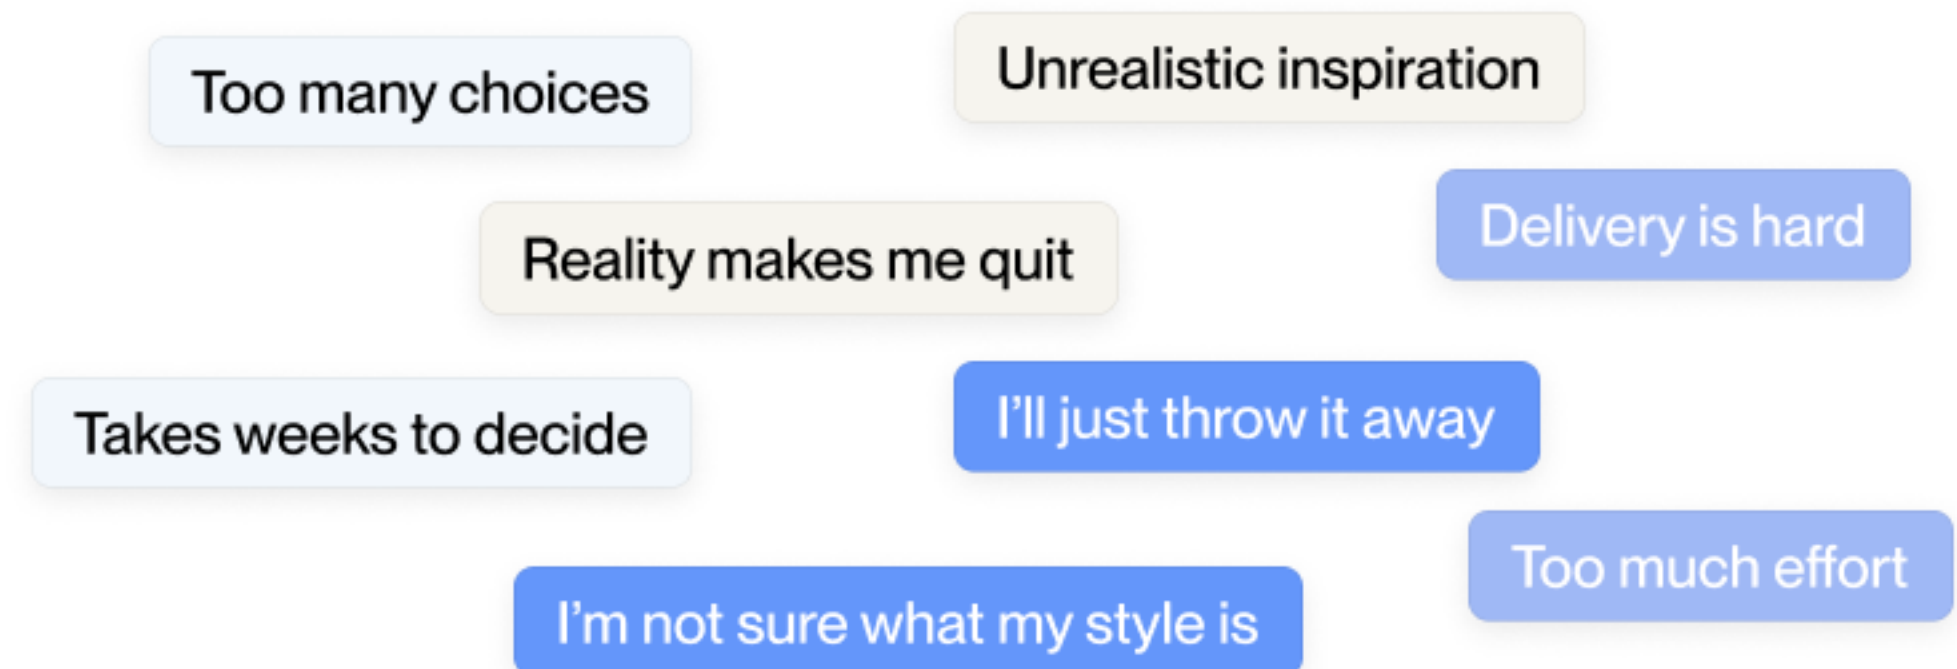 Too many choices
Unrealistic inspiration
Delivery is hard
Reality makes me quit
Takes weeks to decide
I’ll just throw it away
Too much effort
I’m not sure what my style is